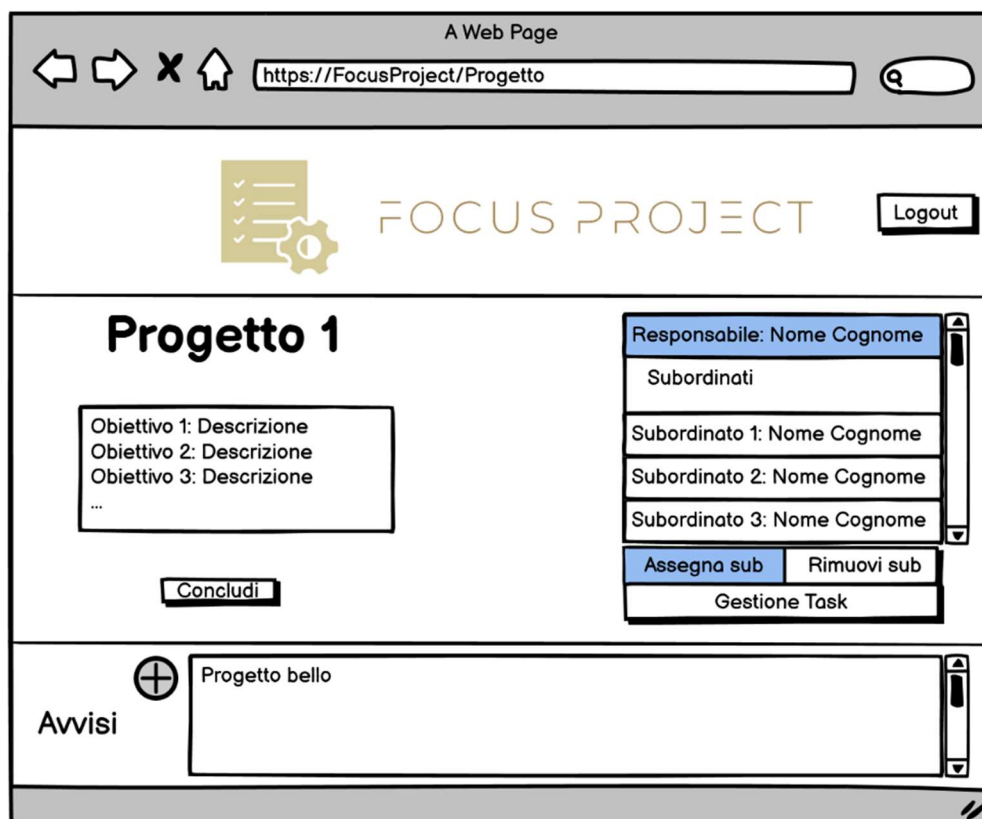 A Web Page
https://FocusProject/Progetto
FOCUS PROJECT
Logout
Progetto 1
Obiettivo 1: Descrizione
Obiettivo 2: Descrizione
Obiettivo 3: Descrizione
...
Concludi
Responsabile: Nome Cognome
Subordinati
Subordinato 1: Nome Cognome
Subordinato 2: Nome Cognome
Subordinato 3: Nome Cognome
Assegna sub
Rimuovi sub
Gestione Task
Avvisi
Progetto bello